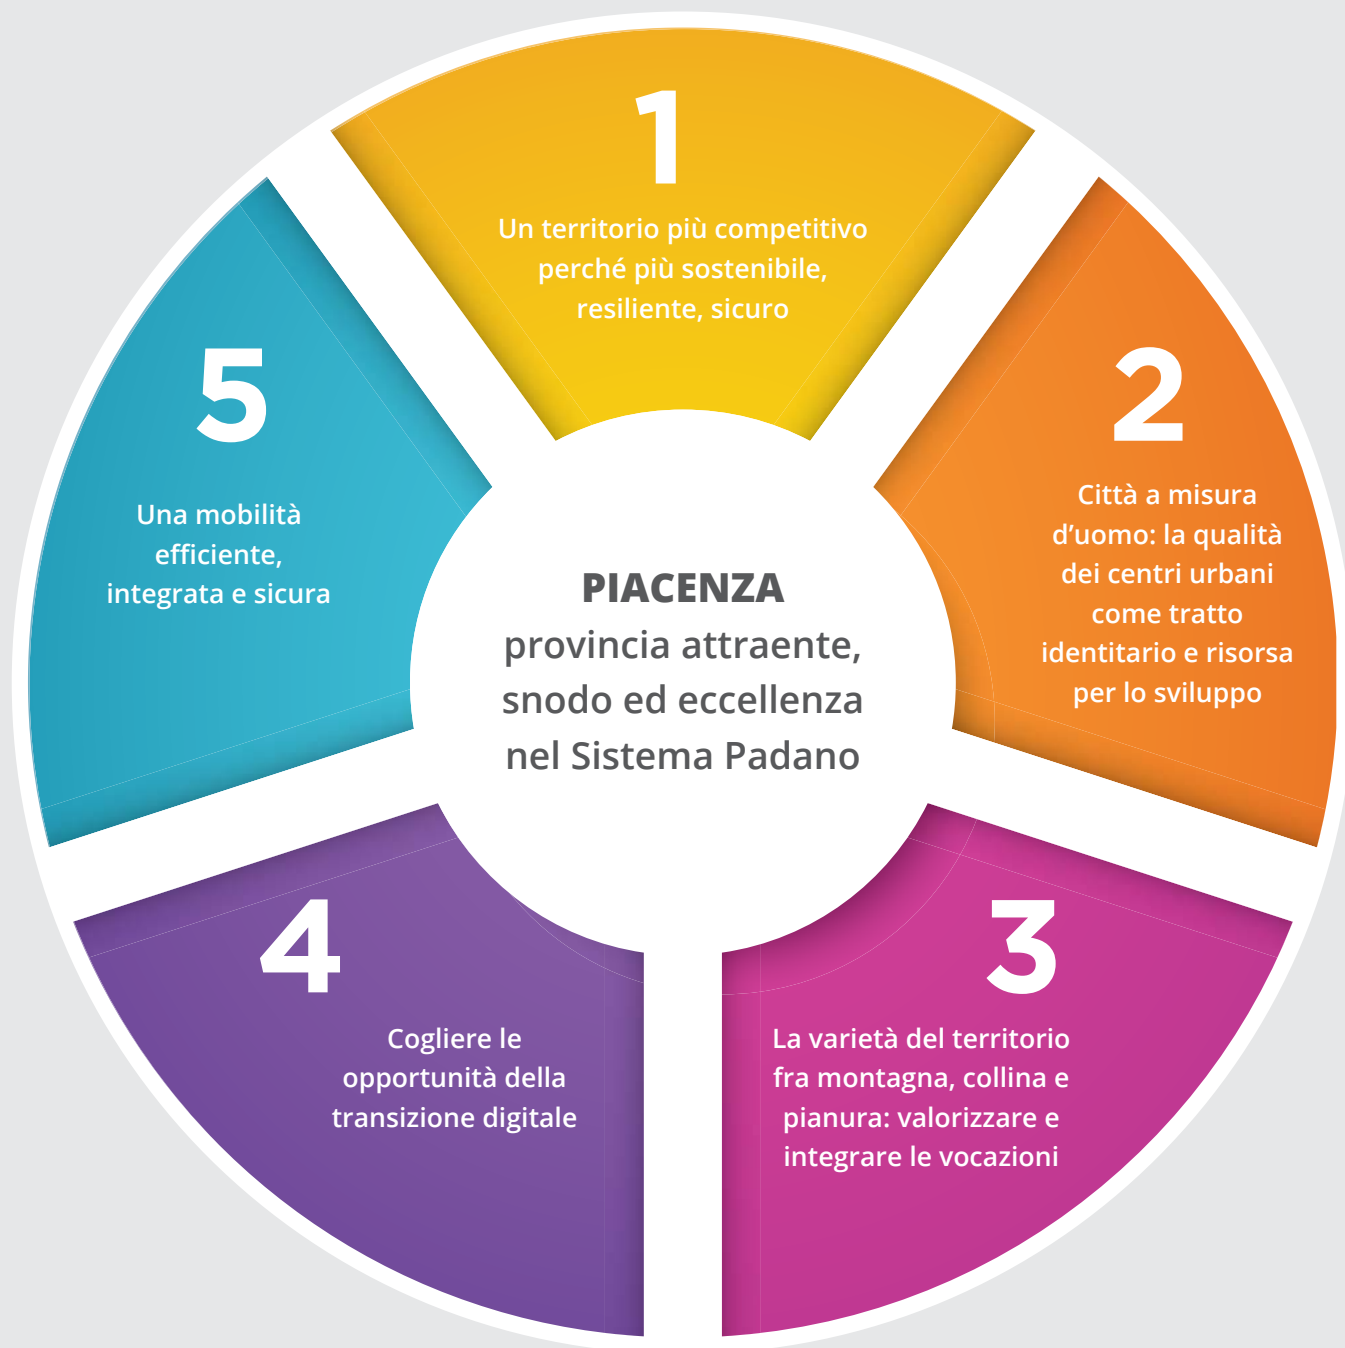 1
Un territorio più competitivo
perché più sostenibile,
resiliente, sicuro
2
Città a misura
d’uomo: la qualità
dei centri urbani
come tratto
identitario e risorsa
per lo sviluppo
3
La varietà del territorio
fra montagna, collina e
pianura: valorizzare e
integrare le vocazioni
4
Cogliere le
opportunità della
transizione digitale
5
Una mobilità
efficiente,
integrata e sicura
PIACENZA
provincia attraente,
snodo ed eccellenza
nel Sistema Padano